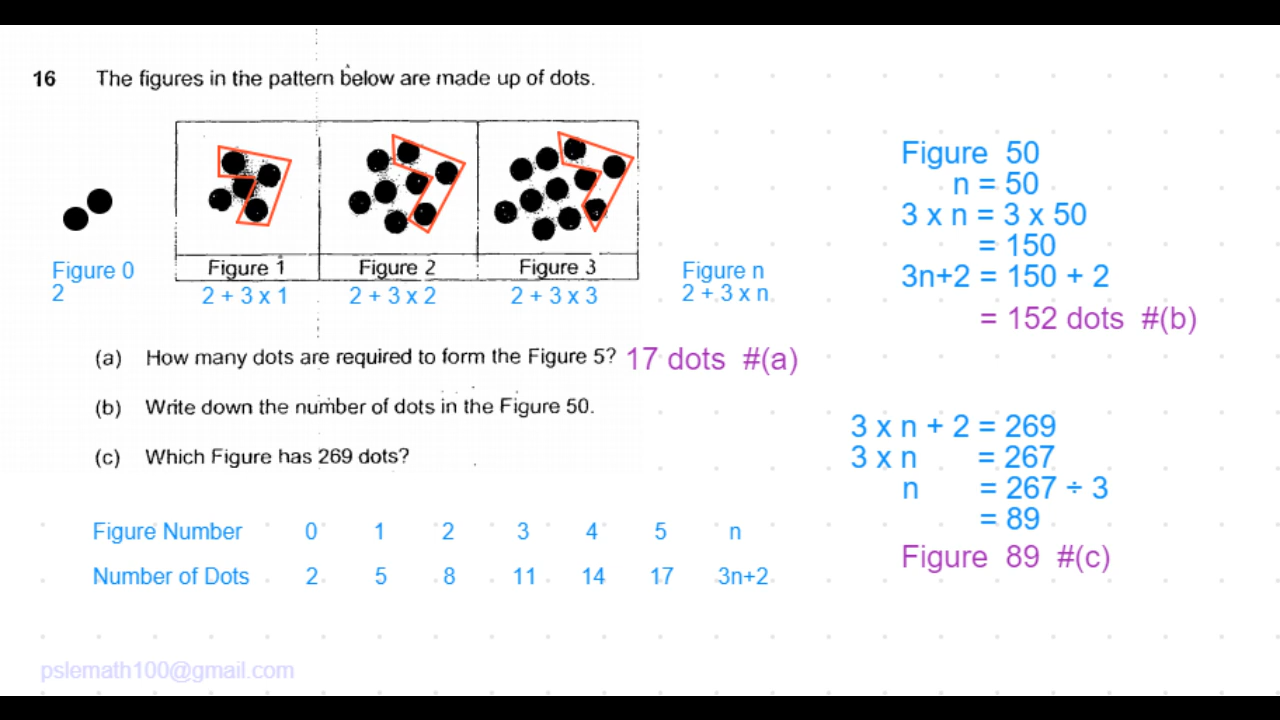 16 The figures in the pattern below are made up of dots.
Figure 0
2
Figure 1
2 + 3 x 1
Figure 2
2 + 3 x 2
Figure 3
2 + 3 x 3
Figure n
2 + 3 x n
(a) How many dots are required to form the Figure 5? 17 dots #(a)
(b) Write down the number of dots in the Figure 50.
(c) Which Figure has 269 dots?
Figure Number 0 1 2 3 4 5 n
Number of Dots 2 5 8 11 14 17 3n+2
Figure 50
n = 50
3 x n = 3 x 50
= 150
3n+2 = 150 + 2
= 152 dots #(b)
3 x n + 2 = 269
3 x n = 267
n = 267 ÷ 3
= 89
Figure 89 #(c)
pslemath100@gmail.com